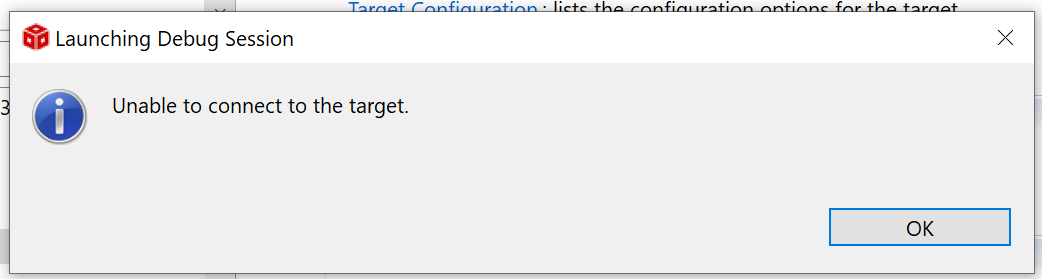 Target Configuration: lists the configuration options for the target
Launching Debug Session
3
Unable to connect to the target.
OK